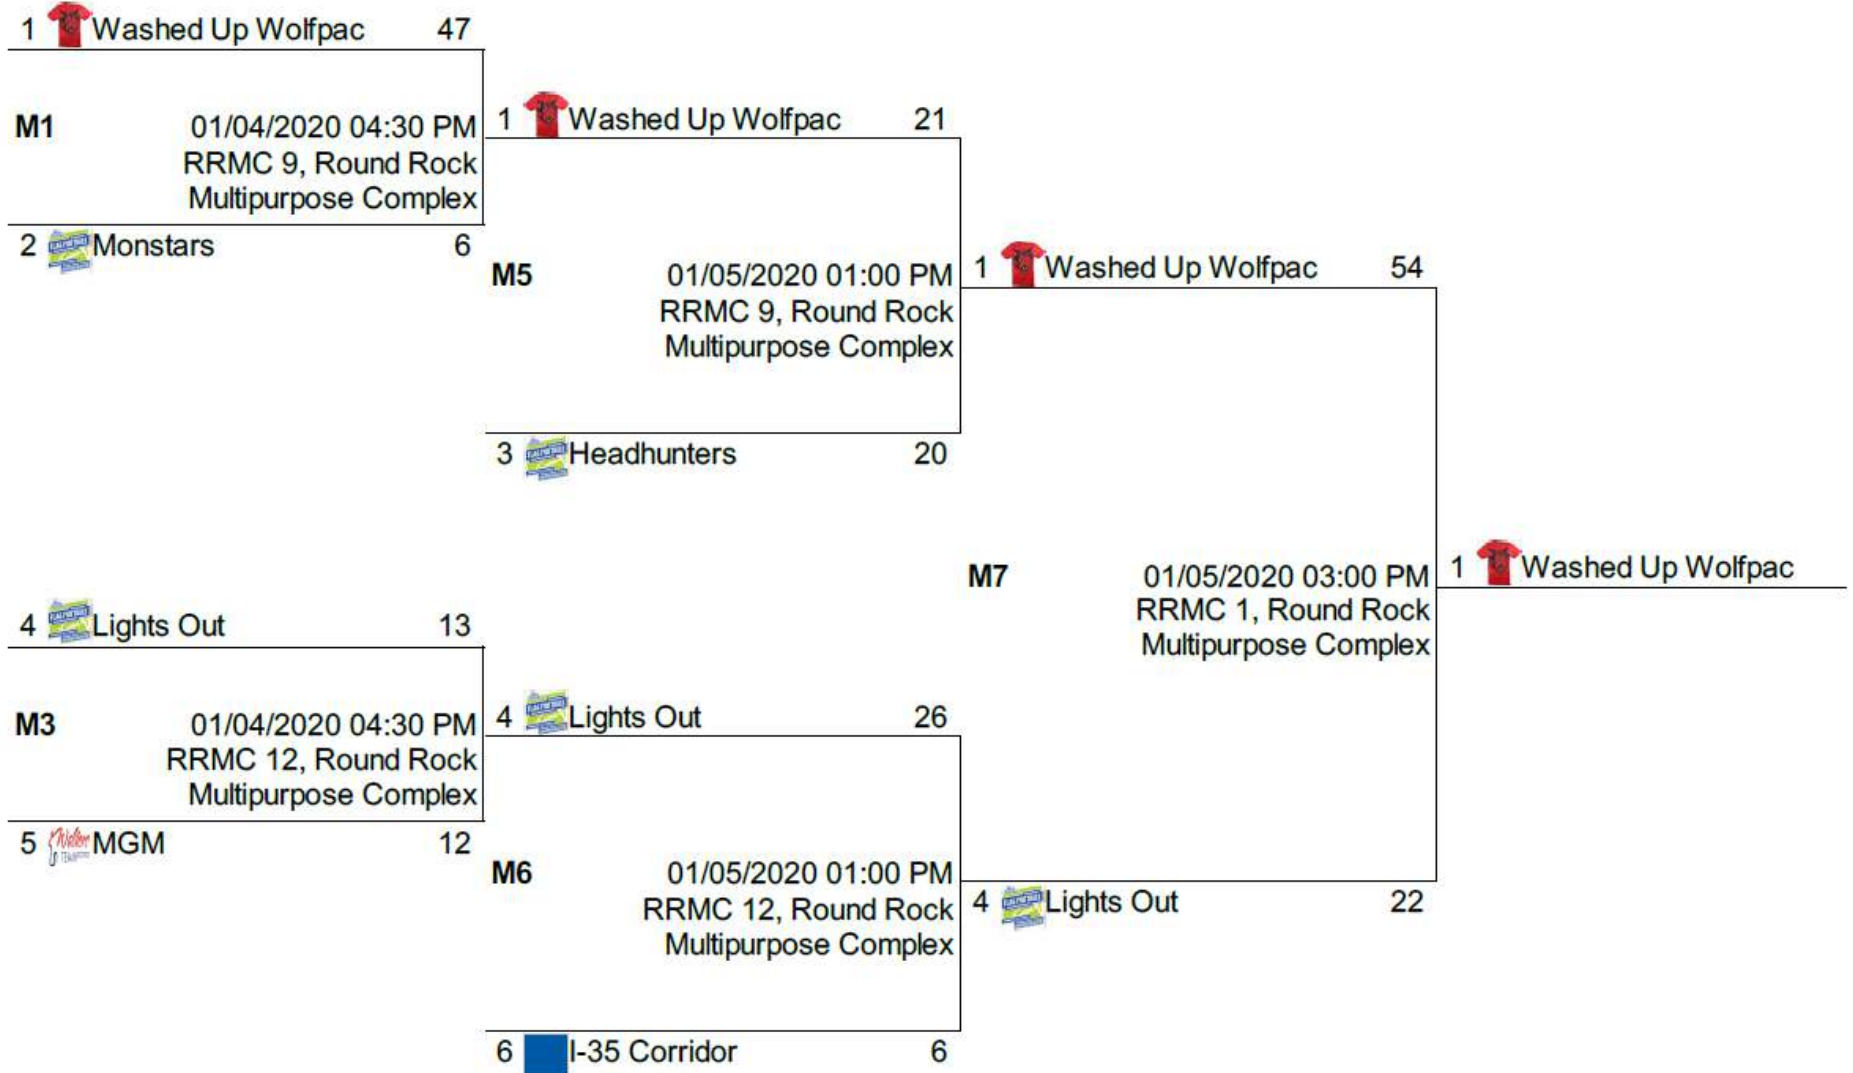 1 Washed Up Wolfpac 47
M1 01/04/2020 04:30 PM
RRMC 9, Round Rock
Multipurpose Complex
2 Monstars 6
1 Washed Up Wolfpac 21
M5 01/05/2020 01:00 PM
RRMC 9, Round Rock
Multipurpose Complex
3 Headhunters 20
1 Washed Up Wolfpac 54
M7 01/05/2020 03:00 PM
RRMC 1, Round Rock
Multipurpose Complex
1 Washed Up Wolfpac
4 Lights Out 13
M3 01/04/2020 04:30 PM
RRMC 12, Round Rock
Multipurpose Complex
5 MGM 12
4 Lights Out 26
M6 01/05/2020 01:00 PM
RRMC 12, Round Rock
Multipurpose Complex
6 I-35 Corridor 6
4 Lights Out 22